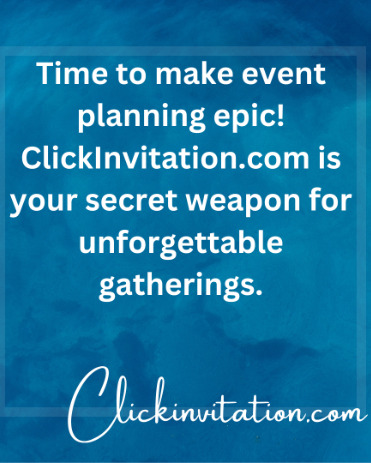 Time to make event
planning epic!
ClickInvitation.com is
your secret weapon for
unforgettable
gatherings.
Clickinvitation.com